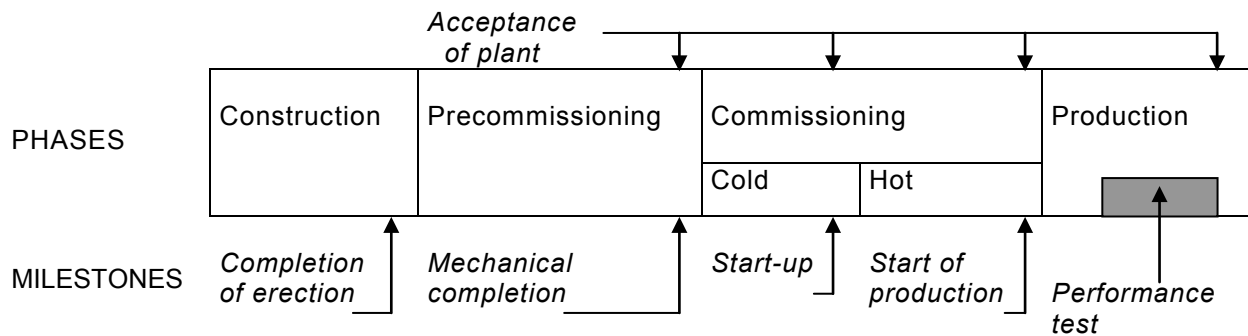 Acceptance
of plant
PHASES
Construction
Precommissioning
Commissioning
Production
Cold
Hot
MILESTONES
Completion
of erection
Mechanical
completion
Start-up
Start of
production
Performance
test